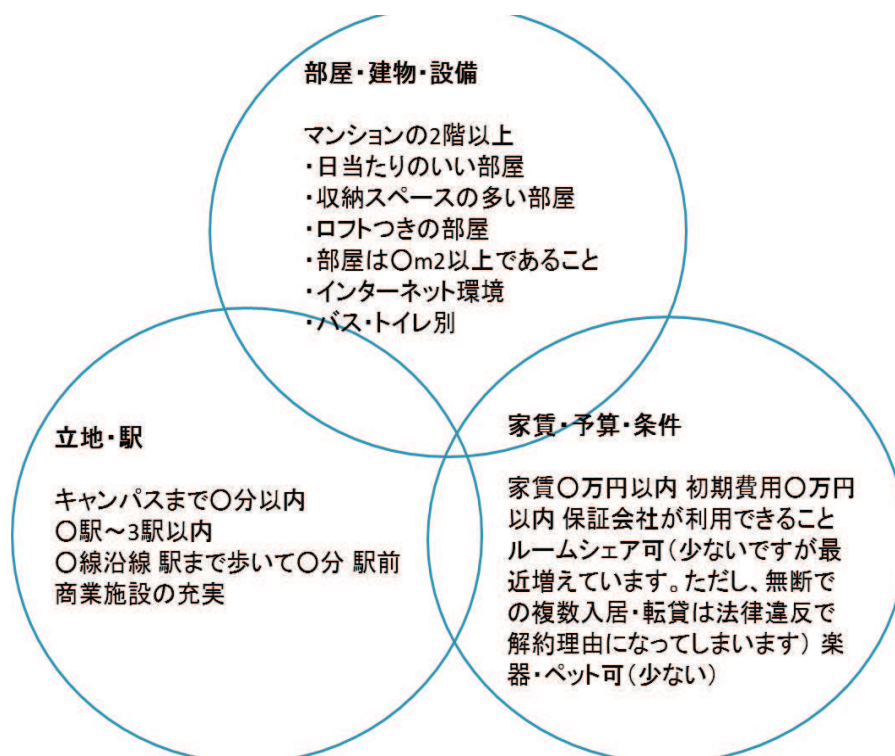 部屋・建物・設備
マンションの2階以上
・日当たりのいい部屋
・収納スペースの多い部屋
・ロフトつきの部屋
・部屋は〇m2以上であること
・インターネット環境
・バス・トイレ別
立地・駅
キャンパスまで〇分以内
〇駅～3駅以内
〇線沿線 駅まで歩いて〇分 駅前
商業施設の充実
家賃・予算・条件
家賃〇万円以内 初期費用〇万円
以内 保証会社が利用できること
ルームシェア可(少ないですが最
近増えています。ただし、無断で
の複数入居・転貸は法律違反で
解約理由になってしまいます) 楽
器・ペット可(少ない)